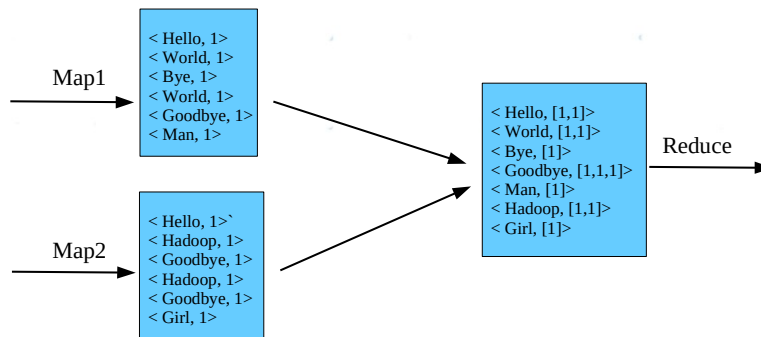 Map1
< Hello, 1>
< World, 1>
< Bye, 1>
< World, 1>
< Goodbye, 1>
< Man, 1>
Map2
< Hello, 1>`
< Hadoop, 1>
< Goodbye, 1>
< Hadoop, 1>
< Goodbye, 1>
< Girl, 1>
< Hello, [1,1]>
< World, [1,1]>
< Bye, [1]>
< Goodbye, [1,1,1]>
< Man, [1]>
< Hadoop, [1,1]>
< Girl, [1]>
Reduce